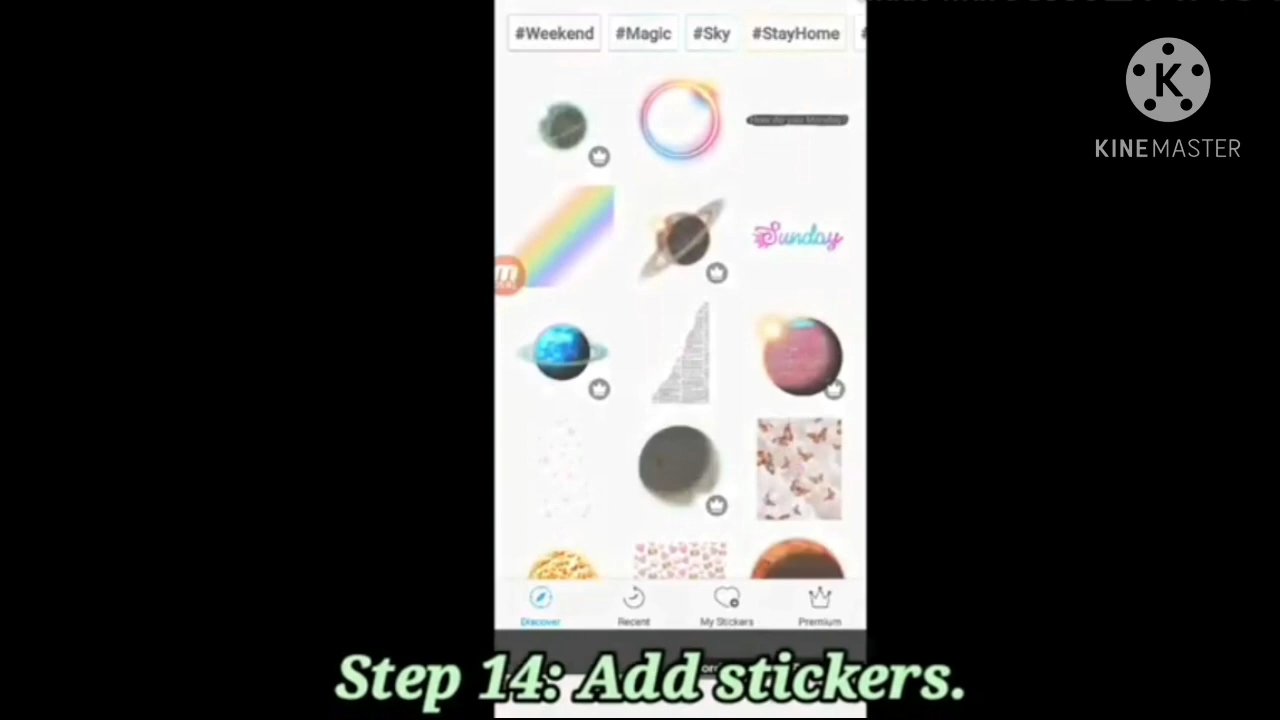 #Weekend #Magic #Sky #StayHome
KINEMASTER
Sunday
Discover Recent My Stickers Premium
Step 14: Add stickers.